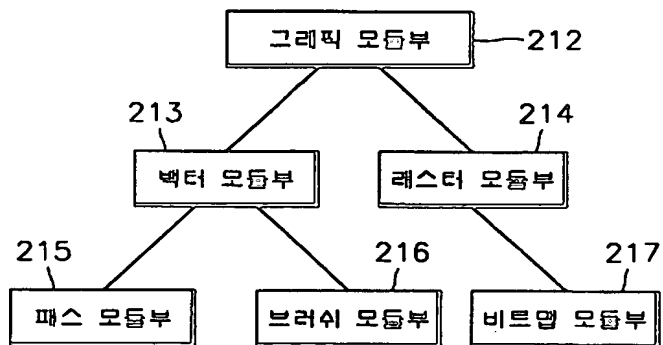 그래픽 모듈부
212
213
214
벡터 모듈부
래스터 모듈부
215
216
217
패스 모듈부
브러쉬 모듈부
비트맵 모듈부